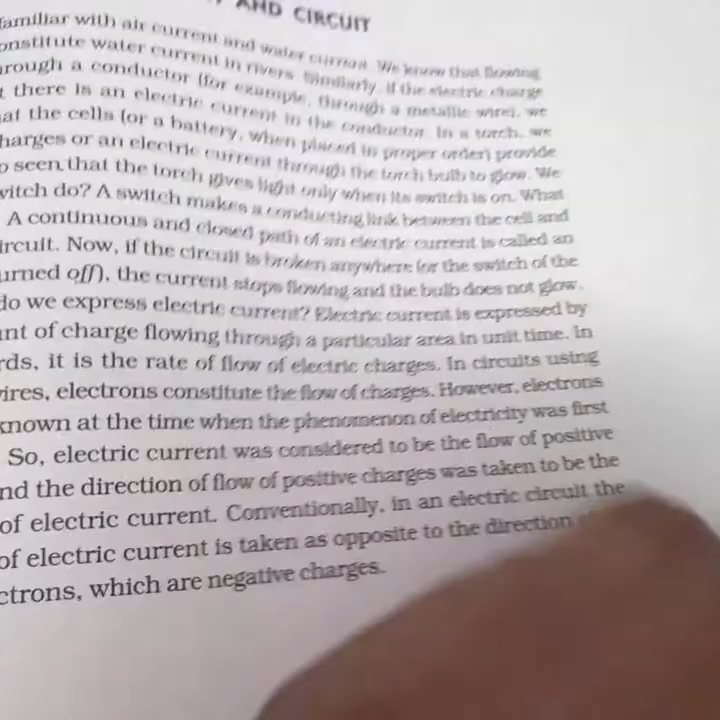 AND CIRCUIT
familiar with air current and water current. We know that flowing
onstitute water current in rivers. Similarly, if the electric charge
rough a conductor (for example, through a metallic wire), we
t there is an electric current in the conductor. In a torch, we
at the cells (or a battery, when placed in proper order) provide
harges or an electric current through the torch bulb to glow. We
o seen that the torch gives light only when its switch is on. What
witch do? A switch makes a conducting link between the cell and
A continuous and closed path of an electric current is called an
ircuit. Now, if the circuit is broken anywhere (or the switch of the
urned off), the current stops flowing and the bulb does not glow.
do we express electric current? Electric current is expressed by
unt of charge flowing through a particular area in unit time. In
rds, it is the rate of flow of electric charges. In circuits using
vires, electrons constitute the flow of charges. However, electrons
known at the time when the phenomenon of electricity was first
So, electric current was considered to be the flow of positive
nd the direction of flow of positive charges was taken to be the
of electric current. Conventionally, in an electric circuit the
of electric current is taken as opposite to the direction
ctrons, which are negative charges.